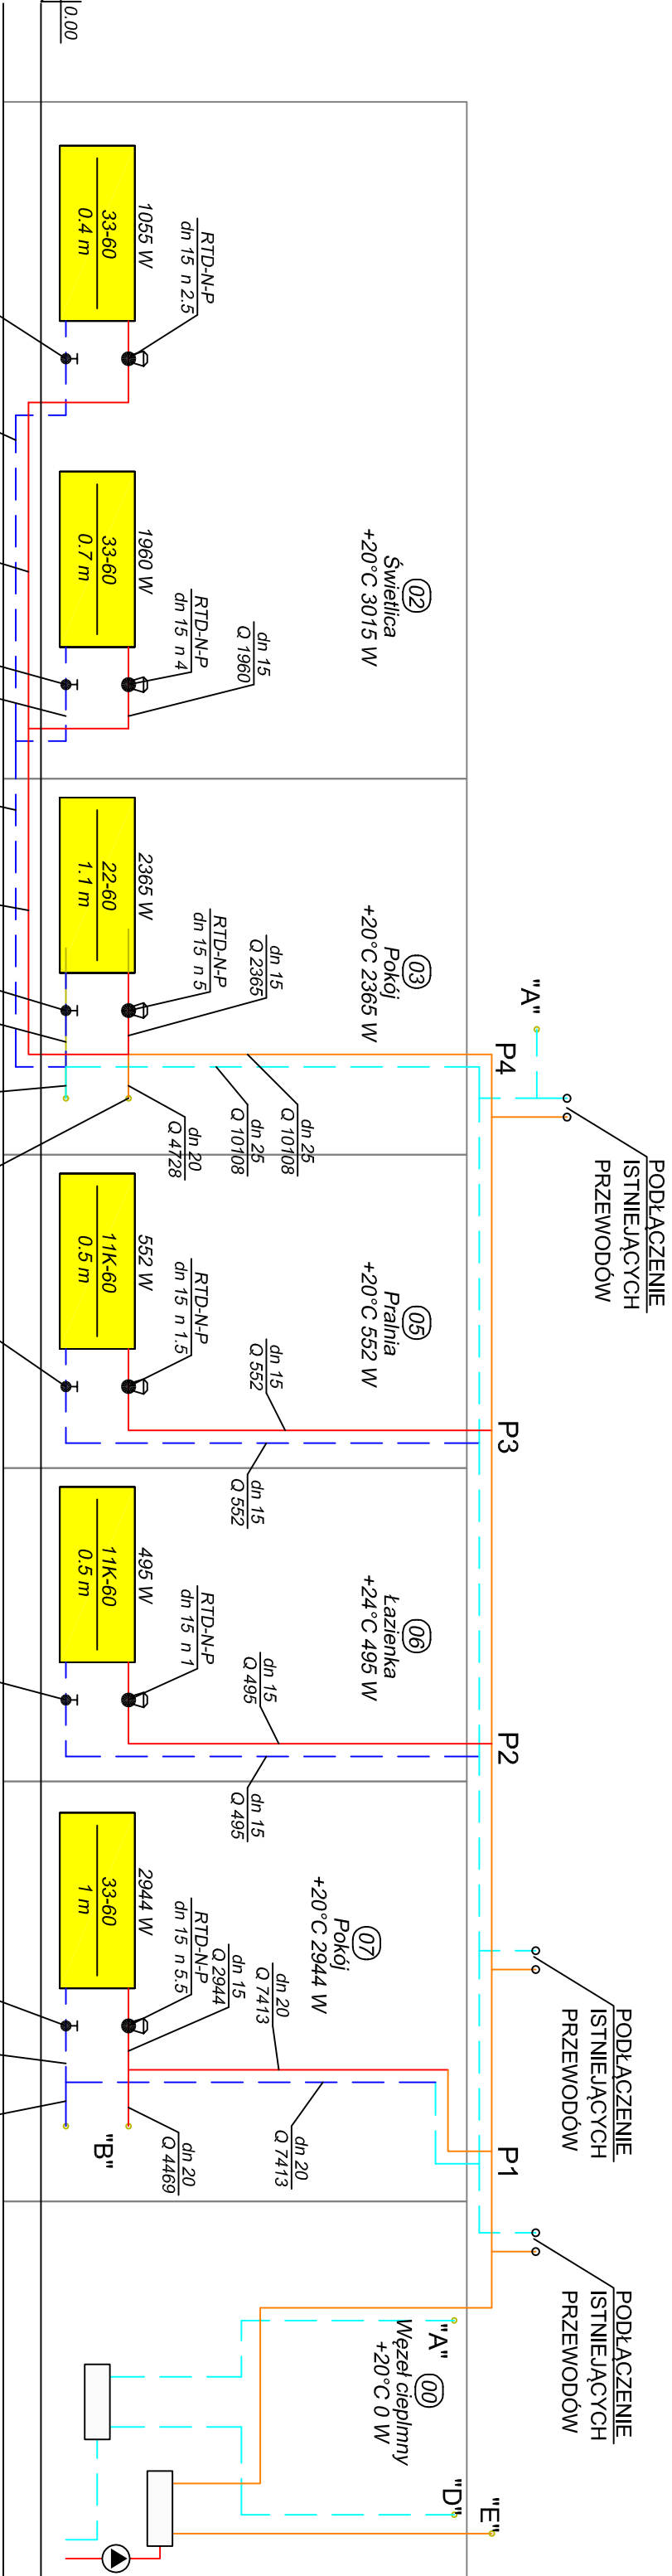 0.00
1055 W
33-60
0.4 m
RTD-N-P
dn 15 n 2.5
1960 W
33-60
0.7 m
RTD-N-P
dn 15 n 4
dn 15
Q 1960
02
Świetlica
+20°C 3015 W
2365 W
22-60
1.1 m
RTD-N-P
dn 15 n 5
dn 15
Q 2365
03
Pokój
+20°C 2365 W
"A"
P4
PODŁĄCZENIE
ISTNIEJĄCYCH
PRZEWODÓW
dn 25
Q 10108
dn 25
Q 10108
dn 20
Q 4728
552 W
11K-60
0.5 m
RTD-N-P
dn 15 n 1.5
dn 15
Q 552
05
Pralnia
+20°C 552 W
P3
dn 15
Q 552
495 W
11K-60
0.5 m
RTD-N-P
dn 15 n 1
dn 15
Q 495
06
Łazienka
+24°C 495 W
P2
dn 15
Q 495
2944 W
33-60
1 m
RTD-N-P
dn 15 n 5.5
dn 15
Q 2944
dn 20
Q 7413
07
Pokój
+20°C 2944 W
PODŁĄCZENIE
ISTNIEJĄCYCH
PRZEWODÓW
P1
dn 20
Q 7413
dn 20
Q 4469
"B"
PODŁĄCZENIE
ISTNIEJĄCYCH
PRZEWODÓW
"A"
00
Węzeł cieplmny
+20°C 0 W
"D"
"E"